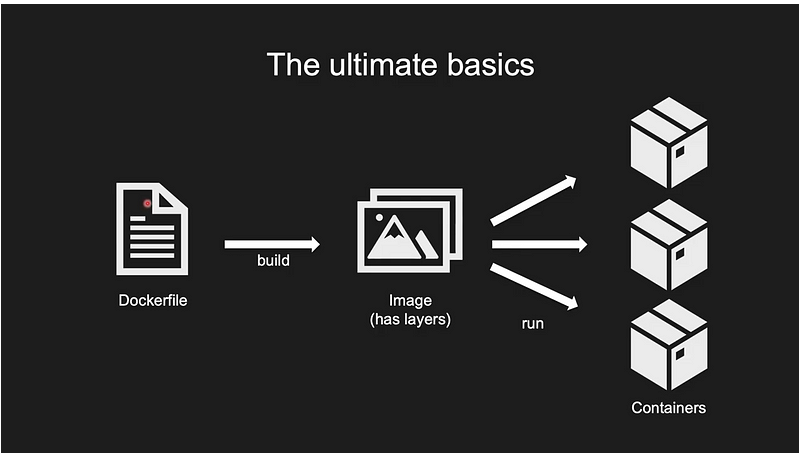 The ultimate basics
build
Dockerfile
Image
(has layers)
run
Containers